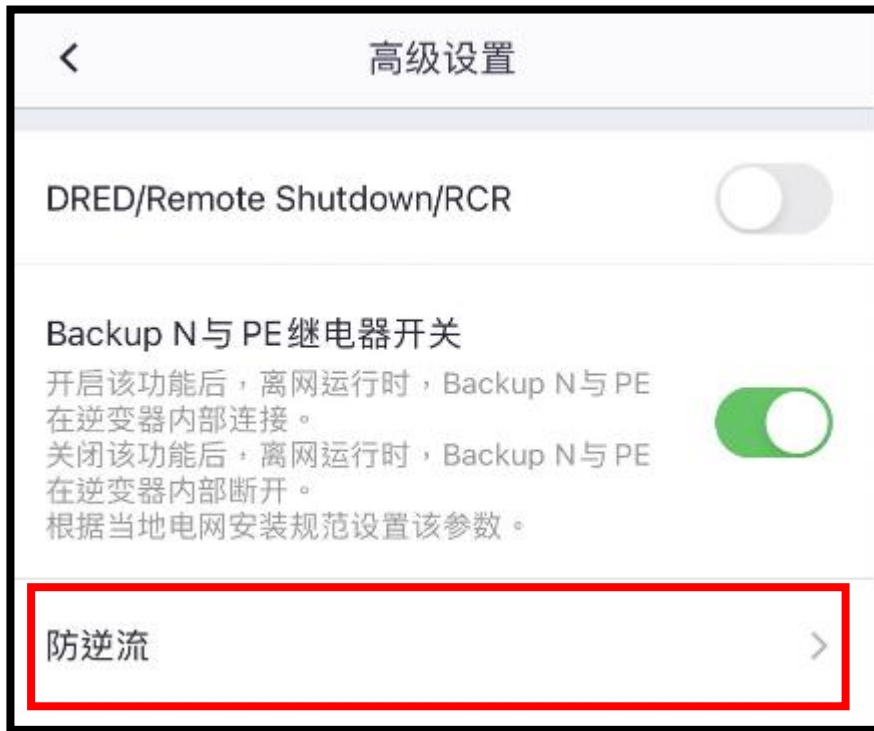 高级设置
DRED/Remote Shutdown/RCR
Backup N与PE继电器开关
开启该功能后，离网运行时，Backup N与PE
在逆变器内部连接。
关闭该功能后，离网运行时，Backup N与PE
在逆变器内部断开。
根据当地电网安装规范设置该参数。
防逆流